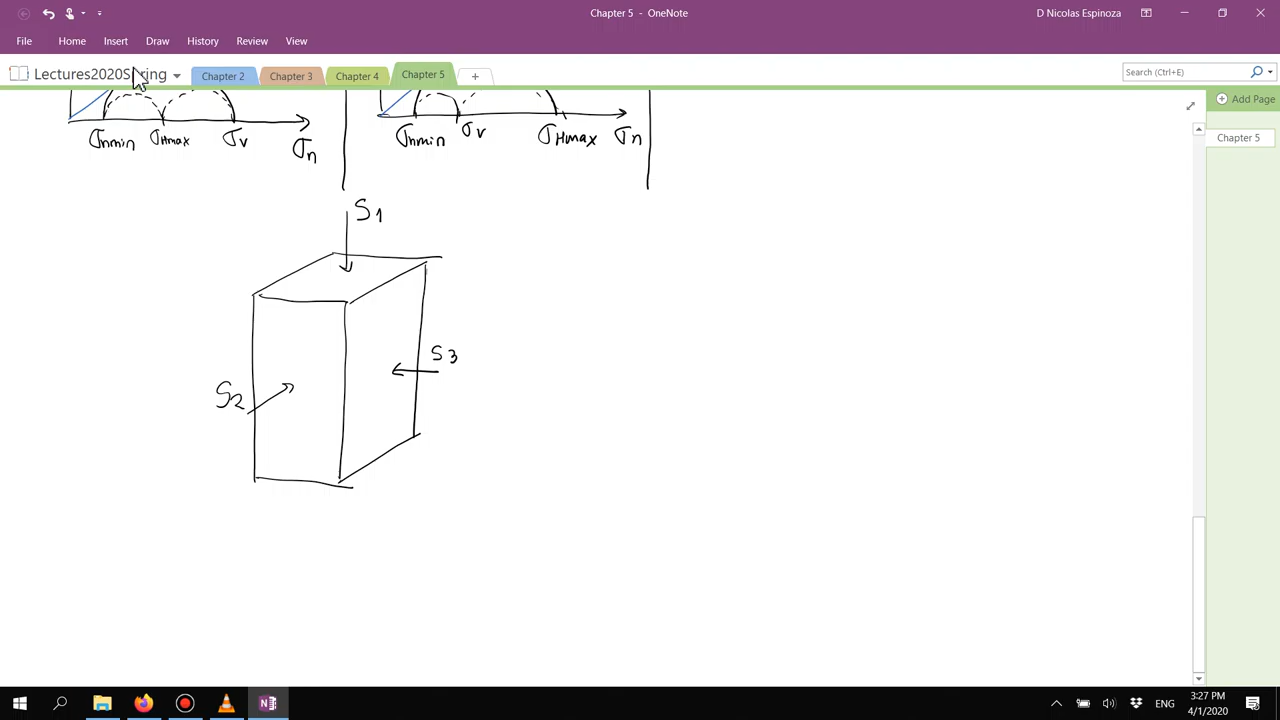 Chapter 5 - OneNote
D Nicolas Espinoza
File Home Insert Draw History Review View
Lectures2020Spring
Chapter 2 Chapter 3 Chapter 4 Chapter 5 +
Search (Ctrl+E)
Add Page
Chapter 5
σhmin σHmax σv σn
σhmin σv σHmax σn
S1
S3
S2
ENG
3:27 PM
4/1/2020